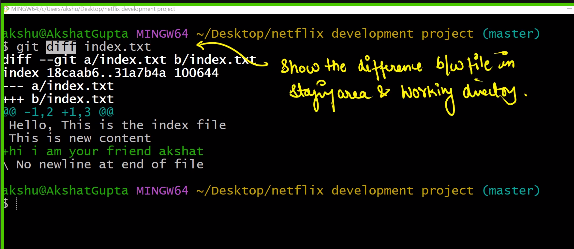 MINGW64:/c/Users/akshu/Desktop/netflix development projec...
akshu@AkshatGupta MINGW64 ~/Desktop/netflix development project (master)
$ git diff index.txt
diff --git a/index.txt b/index.txt
index 18caab6..31a7b4a 100644
--- a/index.txt
+++ b/index.txt
@@ -1,2 +1,3 @@
Hello, This is the index file
This is new content
+hi i am your friend akshat
\ No newline at end of file
Show the difference b/w file in
Staging area & Working directory.
akshu@AkshatGupta MINGW64 ~/Desktop/netflix development project (master)
$